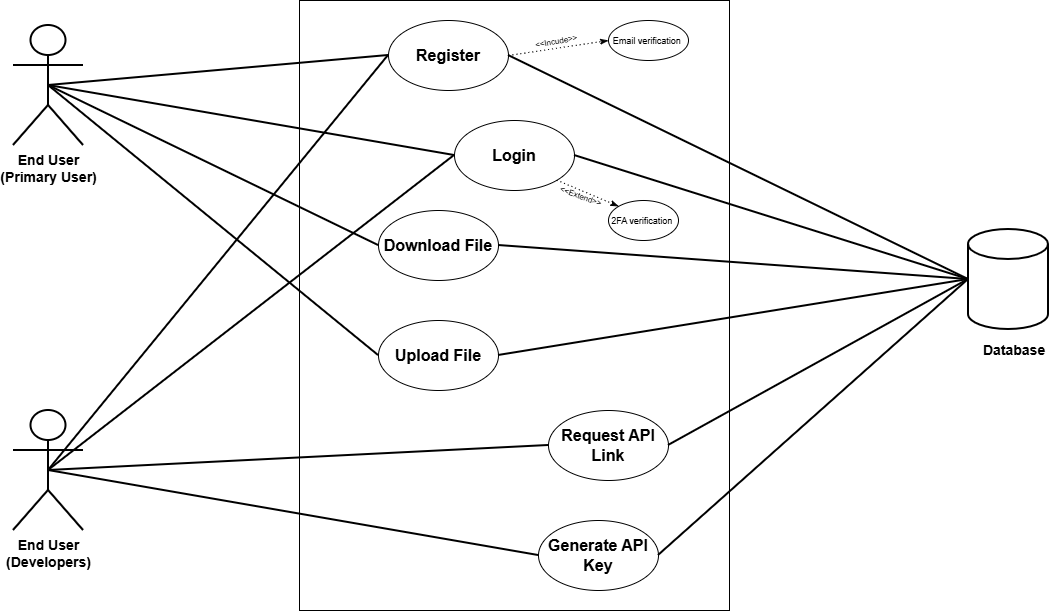 Register
<<Incude>>
Email verification
End User
(Primary User)
Login
<<Extend>>
2FA verification
Download File
Upload File
Database
Request API
Link
End User
(Developers)
Generate API
Key